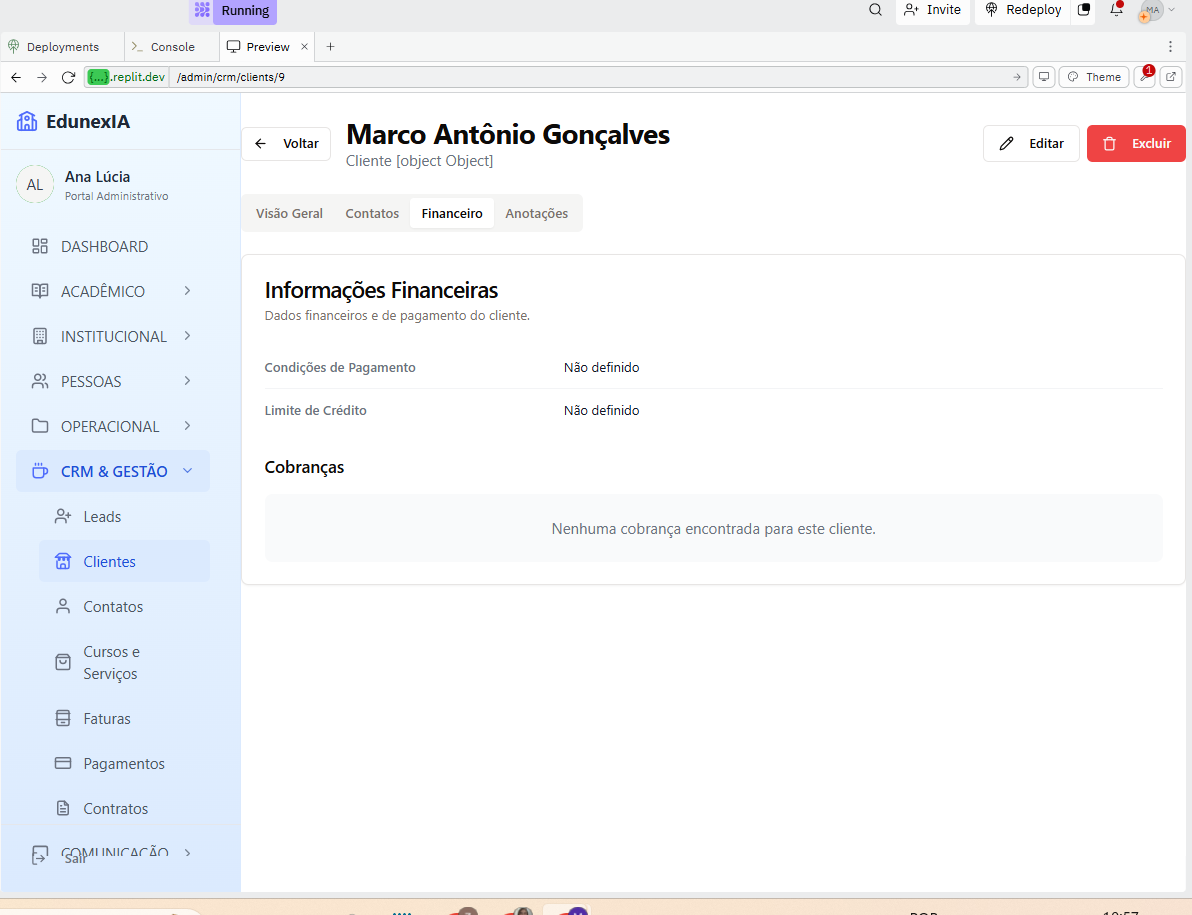 Running
Invite
Redeploy
MA
Deployments
Console
Preview
{...}.replit.dev /admin/crm/clients/9
Theme
1
EdunexIA
AL
Ana Lúcia
Portal Administrativo
DASHBOARD
ACADÊMICO
INSTITUCIONAL
PESSOAS
OPERACIONAL
CRM & GESTÃO
Leads
Clientes
Contatos
Cursos e
Serviços
Faturas
Pagamentos
Contratos
COMUNICAÇÃO
Sair
Voltar
Marco Antônio Gonçalves
Cliente [object Object]
Editar
Excluir
Visão Geral
Contatos
Financeiro
Anotações
Informações Financeiras
Dados financeiros e de pagamento do cliente.
Condições de Pagamento
Não definido
Limite de Crédito
Não definido
Cobranças
Nenhuma cobrança encontrada para este cliente.